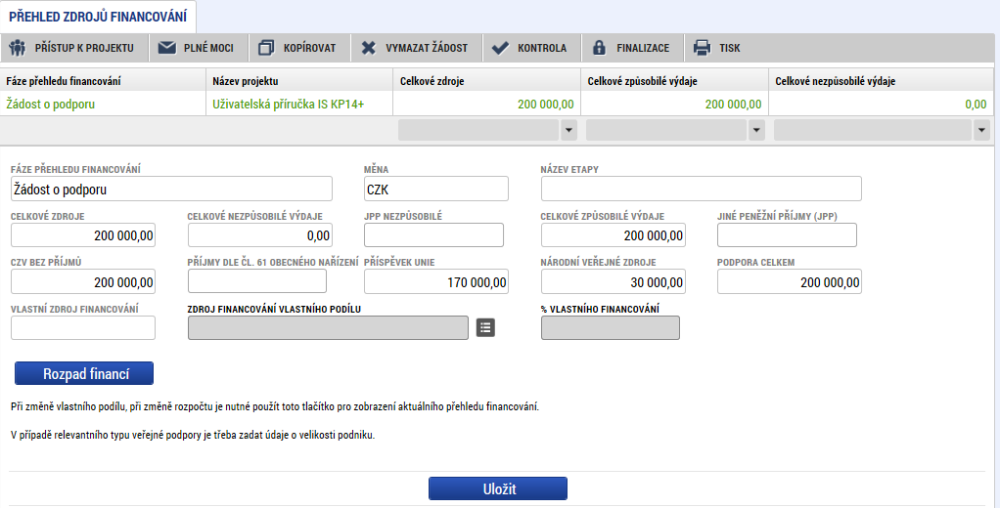 PŘEHLED ZDROJŮ FINANCOVÁNÍ
PŘÍSTUP K PROJEKTU PLNÉ MOCI KOPÍROVAT VYMAZAT ŽÁDOST KONTROLA FINALIZACE TISK
Fáze přehledu financování Název projektu Celkové zdroje Celkové způsobilé výdaje Celkové nezpůsobilé výdaje
Žádost o podporu Uživatelská příručka IS KP14+ 200 000,00 200 000,00 0,00
FÁZE PŘEHLEDU FINANCOVÁNÍ MĚNA NÁZEV ETAPY
Žádost o podporu CZK
CELKOVÉ ZDROJE CELKOVÉ NEZPŮSOBILÉ VÝDAJE JPP NEZPŮSOBILÉ CELKOVÉ ZPŮSOBILÉ VÝDAJE JINÉ PENĚŽNÍ PŘÍJMY (JPP)
200 000,00 0,00 200 000,00
CZV BEZ PŘÍJMŮ PŘÍJMY DLE ČL. 61 OBECNÉHO NAŘÍZENÍ PŘÍSPĚVEK UNIE NÁRODNÍ VEŘEJNÉ ZDROJE PODPORA CELKEM
200 000,00 170 000,00 30 000,00 200 000,00
VLASTNÍ ZDROJ FINANCOVÁNÍ ZDROJ FINANCOVÁNÍ VLASTNÍHO PODÍLU % VLASTNÍHO FINANCOVÁNÍ
Rozpad financí
Při změně vlastního podílu, při změně rozpočtu je nutné použít toto tlačítko pro zobrazení aktuálního přehledu financování.
V případě relevantního typu veřejné podpory je třeba zadat údaje o velikosti podniku.
Uložit